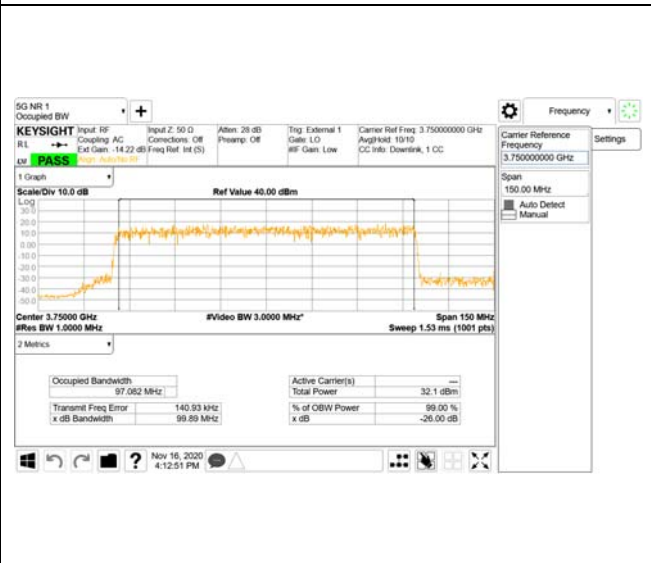 5G NR 1
Occupied BW
Frequency
KEYSIGHT
Input: RF
Coupling: AC
Ext Gain: -14.22 dB
Align: Auto/No RF
Input Z: 50 Ω
Corrections: Off
Freq Ref: Int (S)
Atten: 28 dB
Preamp: Off
Trig: External 1
Gate: LO
#IF Gain: Low
Carrier Ref Freq: 3.750000000 GHz
Avg|Hold: 10/10
CC Info: Downlink, 1 CC
RL
PASS
Carrier Reference
Frequency
3.750000000 GHz
Settings
Span
150.00 MHz
Auto Detect
Manual
1 Graph
Scale/Div 10.0 dB
Ref Value 40.00 dBm
Log
30.0
20.0
10.0
0.00
-10.0
-20.0
-30.0
-40.0
-50.0
Center 3.75000 GHz
#Video BW 3.0000 MHz*
Span 150 MHz
#Res BW 1.0000 MHz
Sweep 1.53 ms (1001 pts)
2 Metrics
Occupied Bandwidth
97.082 MHz
Active Carrier(s) —
Total Power 32.1 dBm
Transmit Freq Error 140.93 kHz
% of OBW Power 99.00 %
x dB Bandwidth 99.89 MHz
x dB -26.00 dB
?
Nov 16, 2020
4:12:51 PM